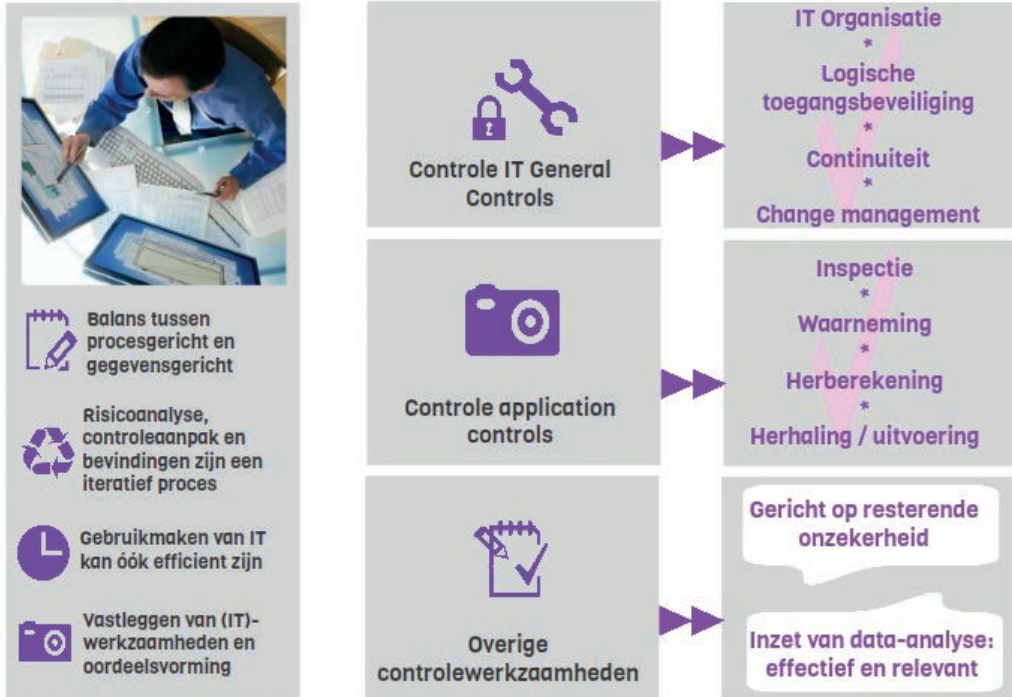 Balans tussen
procesgericht en
gegevensgericht
Risicoanalyse,
controleaanpak en
bevindingen zijn een
iteratief proces
Gebruikmaken van IT
kan óók efficient zijn
Vastleggen van (IT)-
werkzaamheden en
oordeelsvorming
Controle IT General
Controls
IT Organisatie
*
Logische
toegangsbeveiliging
*
Continuiteit
*
Change management
Controle application
controls
Inspectie
*
Waarneming
*
Herberekening
*
Herhaling / uitvoering
Overige
controlewerkzaamheden
Gericht op resterende
onzekerheid
Inzet van data-analyse:
effectief en relevant